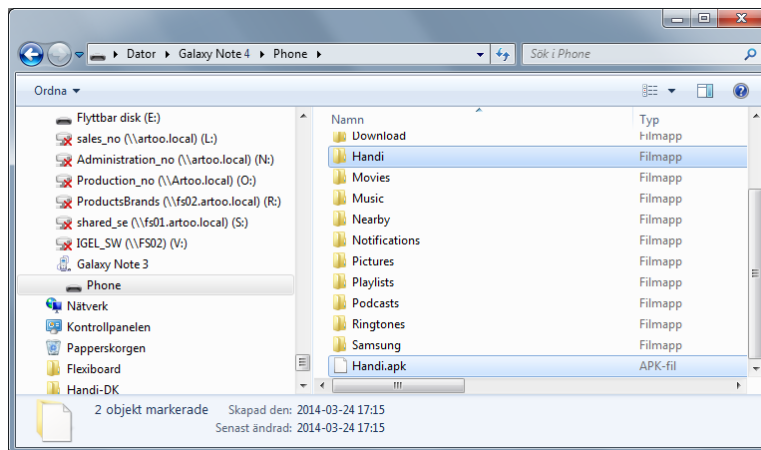 Dator Galaxy Note 4 Phone
Sök i Phone
Ordna
Flyttbar disk (E:)
sales_no (\\artoo.local) (L:)
Administration_no (\\artoo.local) (N:)
Production_no (\\Artoo.local) (O:)
ProductsBrands (\\fs02.artoo.local) (R:)
shared_se (\\fs01.artoo.local) (S:)
IGEL_SW (\\FS02) (V:)
Galaxy Note 3
Phone
Nätverk
Kontrollpanelen
Papperskorgen
Flexiboard
Handi-DK
Namn Typ
Download Filmapp
Handi Filmapp
Movies Filmapp
Music Filmapp
Nearby Filmapp
Notifications Filmapp
Pictures Filmapp
Playlists Filmapp
Podcasts Filmapp
Ringtones Filmapp
Samsung Filmapp
Handi.apk APK-fil
2 objekt markerade Skapad den: 2014-03-24 17:15
Senast ändrad: 2014-03-24 17:15